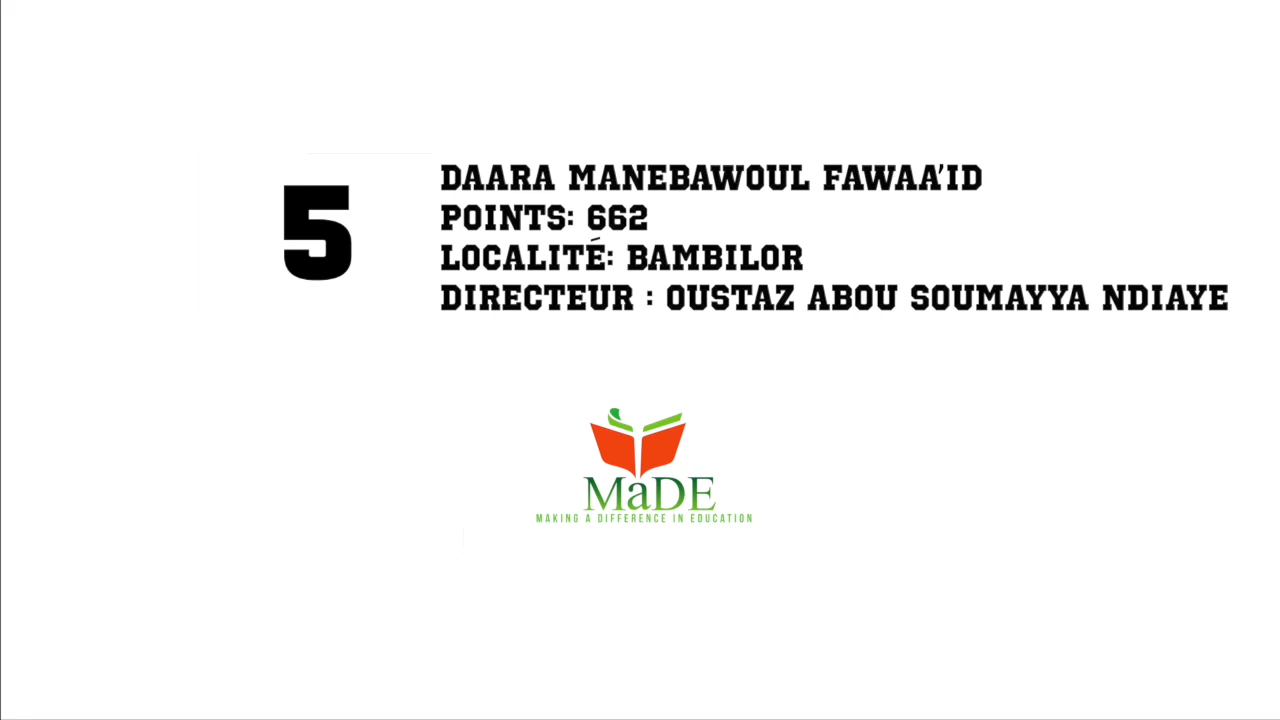 5
DAARA MANEBAWOUL FAWAA'ID
POINTS: 662
LOCALITÉ: BAMBILOR
DIRECTEUR : OUSTAZ ABOU SOUMAYYA NDIAYE
MaDE
MAKING A DIFFERENCE IN EDUCATION